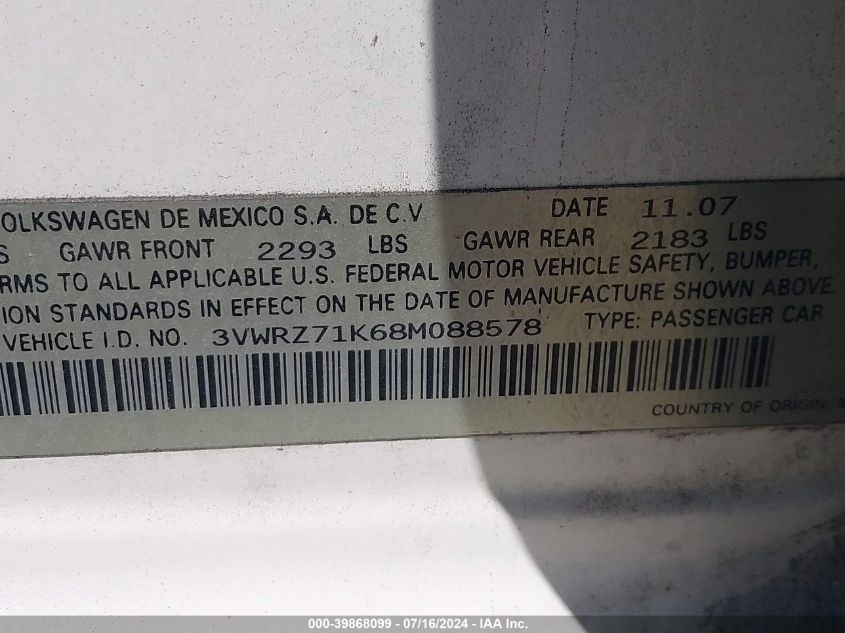 OLKSWAGEN DE MEXICO S.A. DE C.V DATE 11.07
S GAWR FRONT 2293 LBS GAWR REAR 2183 LBS
RMS TO ALL APPLICABLE U.S. FEDERAL MOTOR VEHICLE SAFETY, BUMPER,
ION STANDARDS IN EFFECT ON THE DATE OF MANUFACTURE SHOWN ABOVE.
VEHICLE I.D. NO. 3VWRZ71K68M088578 TYPE: PASSENGER CAR
COUNTRY OF ORIGIN:
000-39868099 - 07/16/2024 - IAA Inc.